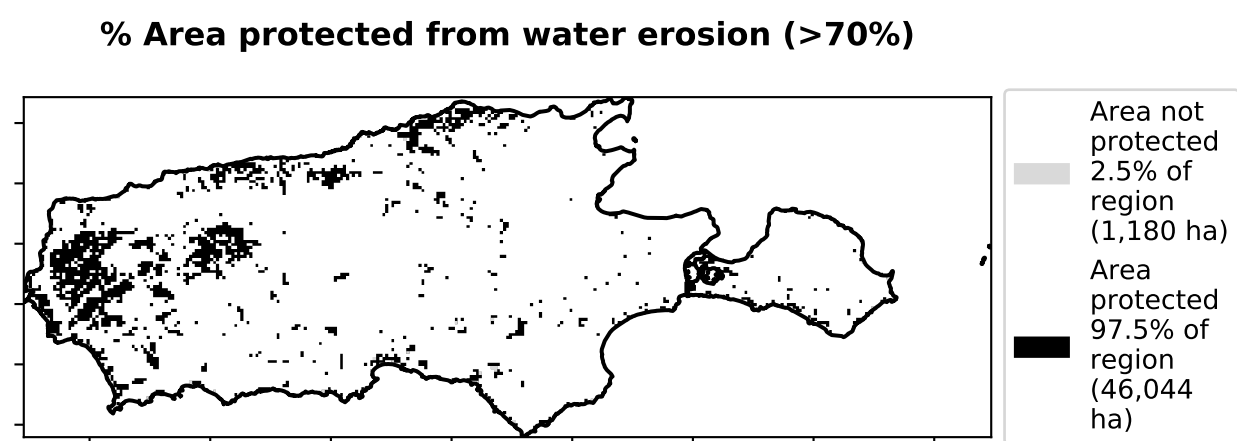 % Area protected from water erosion (>70%)
Area not
protected
2.5% of
region
(1,180 ha)
Area
protected
97.5% of
region
(46,044
ha)